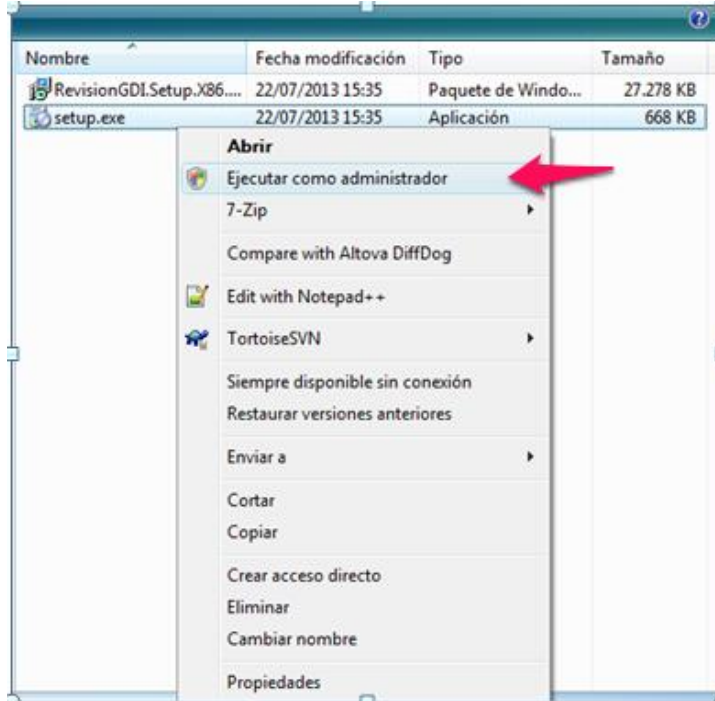 Nombre Fecha modificación Tipo Tamaño
RevisionGDI.Setup.X86.... 22/07/2013 15:35 Paquete de Windo... 27.278 KB
setup.exe 22/07/2013 15:35 Aplicación 668 KB
Abrir
Ejecutar como administrador
7-Zip
Compare with Altova DiffDog
Edit with Notepad++
TortoiseSVN
Siempre disponible sin conexión
Restaurar versiones anteriores
Enviar a
Cortar
Copiar
Crear acceso directo
Eliminar
Cambiar nombre
Propiedades